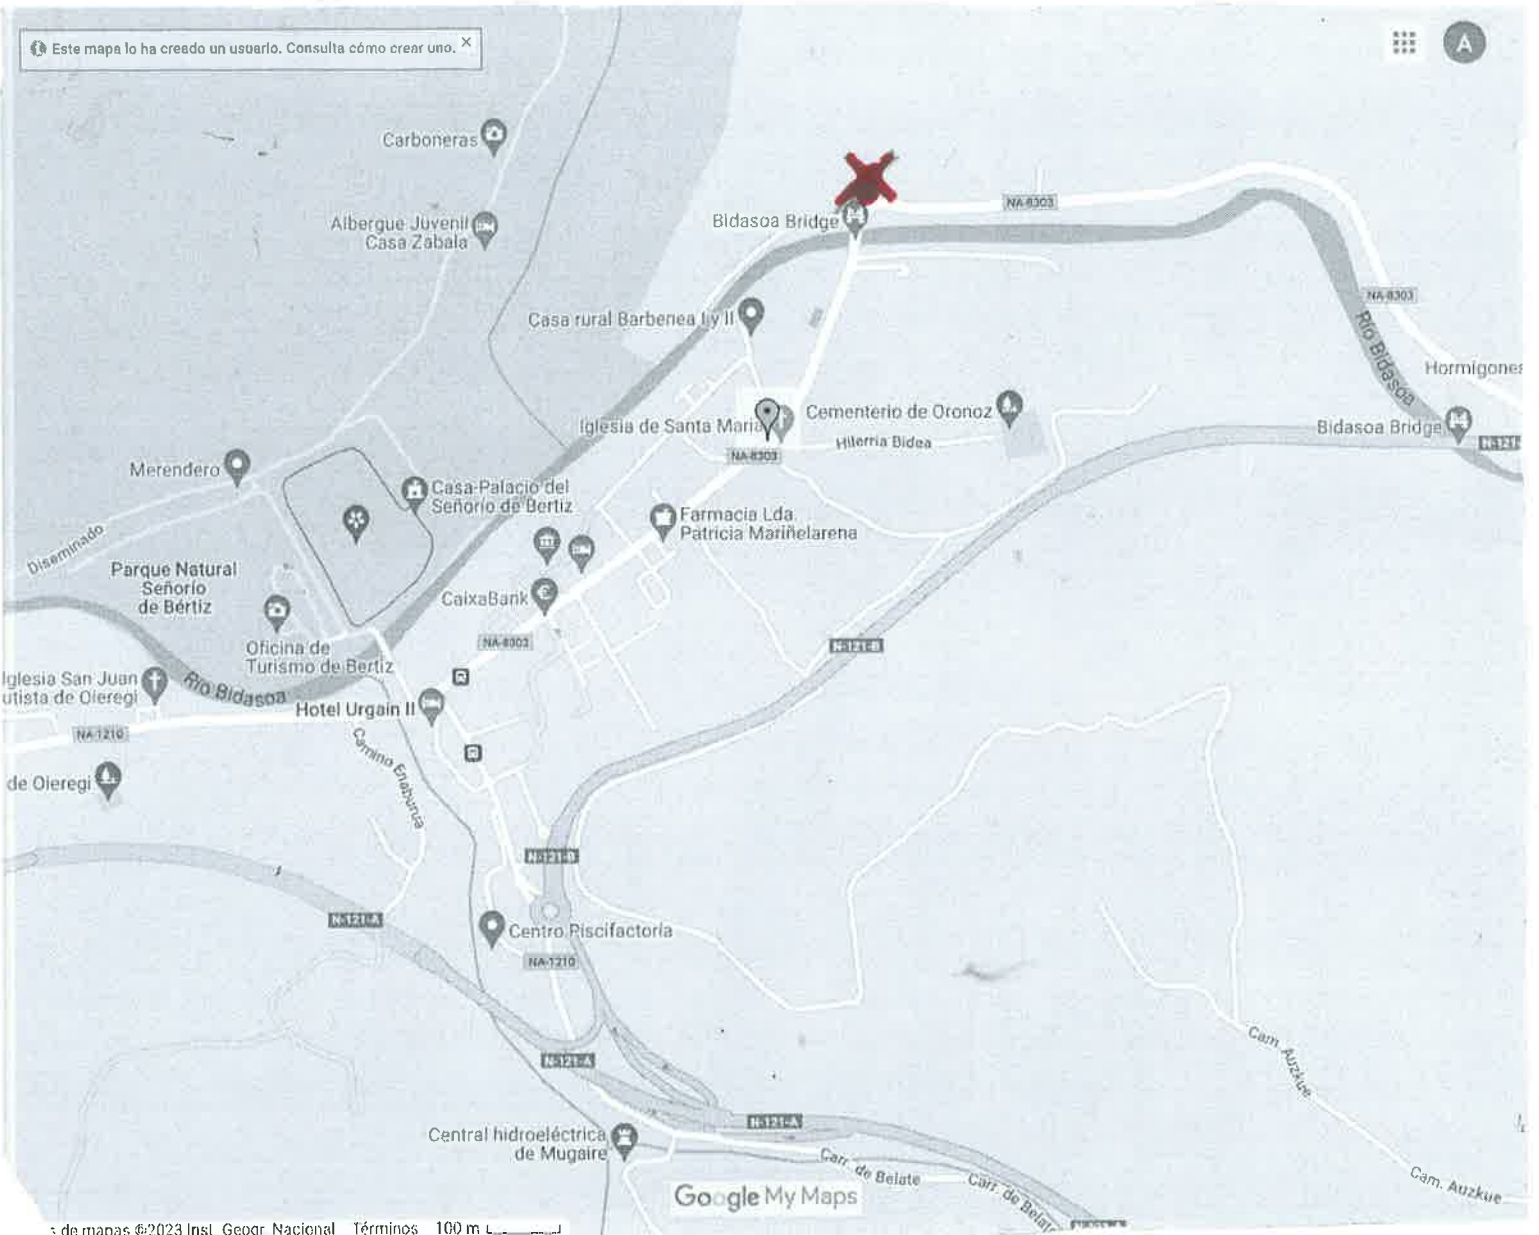 Este mapa lo ha creado un usuario. Consulta cómo crear uno. ×
A
Carboneras
Albergue Juvenil
Casa Zabala
Bidasoa Bridge
NA-8303
Casa rural Barbenea I y II
NA-8303
Río Bidasoa
Hormigones
Iglesia de Santa María
Cementerio de Oronoz
Hilerria Bidea
Bidasoa Bridge
N-121-
NA-8303
Merendero
Casa-Palacio del
Señorío de Bertiz
Farmacia Lda.
Patricia Mariñelarena
Diseminado
Parque Natural
Señorío
de Bértiz
CaixaBank
NA-8303
N-121-B
Oficina de
Turismo de Bertiz
Iglesia San Juan
utista de Oieregi
Río Bidasoa
Hotel Urgain II
NA-1210
Camino Enaburua
de Oieregi
N-121-B
N-121-A
Centro Piscifactoría
NA-1210
Cam. Auzkue
N-121-A
N-121-A
Central hidroeléctrica
de Mugaire
Carr. de Belate
Carr. de Belate
Cam. Auzkue
Google My Maps
s de mapas ©2023 Inst. Geogr. Nacional Términos 100 m